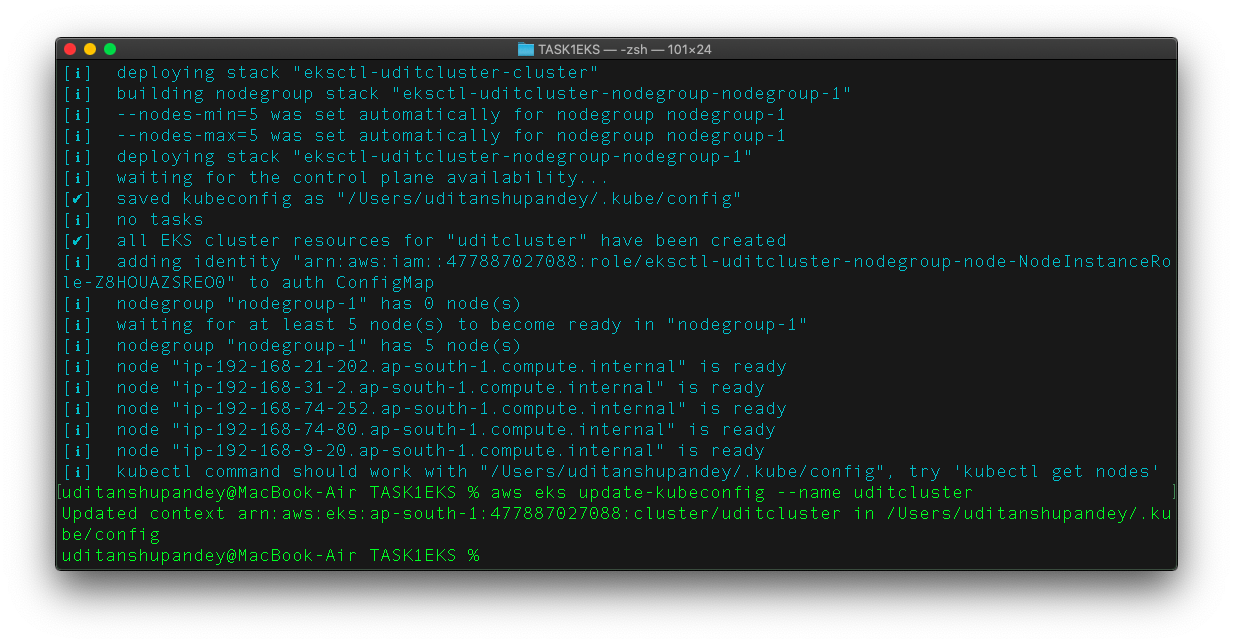 TASK1EKS — -zsh — 101×24
[ℹ]  deploying stack "eksctl-uditcluster-cluster"
[ℹ]  building nodegroup stack "eksctl-uditcluster-nodegroup-nodegroup-1"
[ℹ]  --nodes-min=5 was set automatically for nodegroup nodegroup-1
[ℹ]  --nodes-max=5 was set automatically for nodegroup nodegroup-1
[ℹ]  deploying stack "eksctl-uditcluster-nodegroup-nodegroup-1"
[ℹ]  waiting for the control plane availability...
[✔]  saved kubeconfig as "/Users/uditanshupandey/.kube/config"
[ℹ]  no tasks
[✔]  all EKS cluster resources for "uditcluster" have been created
[ℹ]  adding identity "arn:aws:iam::477887027088:role/eksctl-uditcluster-nodegroup-node-NodeInstanceRo
le-Z8HOUAZSREO0" to auth ConfigMap
[ℹ]  nodegroup "nodegroup-1" has 0 node(s)
[ℹ]  waiting for at least 5 node(s) to become ready in "nodegroup-1"
[ℹ]  nodegroup "nodegroup-1" has 5 node(s)
[ℹ]  node "ip-192-168-21-202.ap-south-1.compute.internal" is ready
[ℹ]  node "ip-192-168-31-2.ap-south-1.compute.internal" is ready
[ℹ]  node "ip-192-168-74-252.ap-south-1.compute.internal" is ready
[ℹ]  node "ip-192-168-74-80.ap-south-1.compute.internal" is ready
[ℹ]  node "ip-192-168-9-20.ap-south-1.compute.internal" is ready
[ℹ]  kubectl command should work with "/Users/uditanshupandey/.kube/config", try 'kubectl get nodes'
[uditanshupandey@MacBook-Air TASK1EKS % aws eks update-kubeconfig --name uditcluster ]
Updated context arn:aws:eks:ap-south-1:477887027088:cluster/uditcluster in /Users/uditanshupandey/.ku
be/config
uditanshupandey@MacBook-Air TASK1EKS %